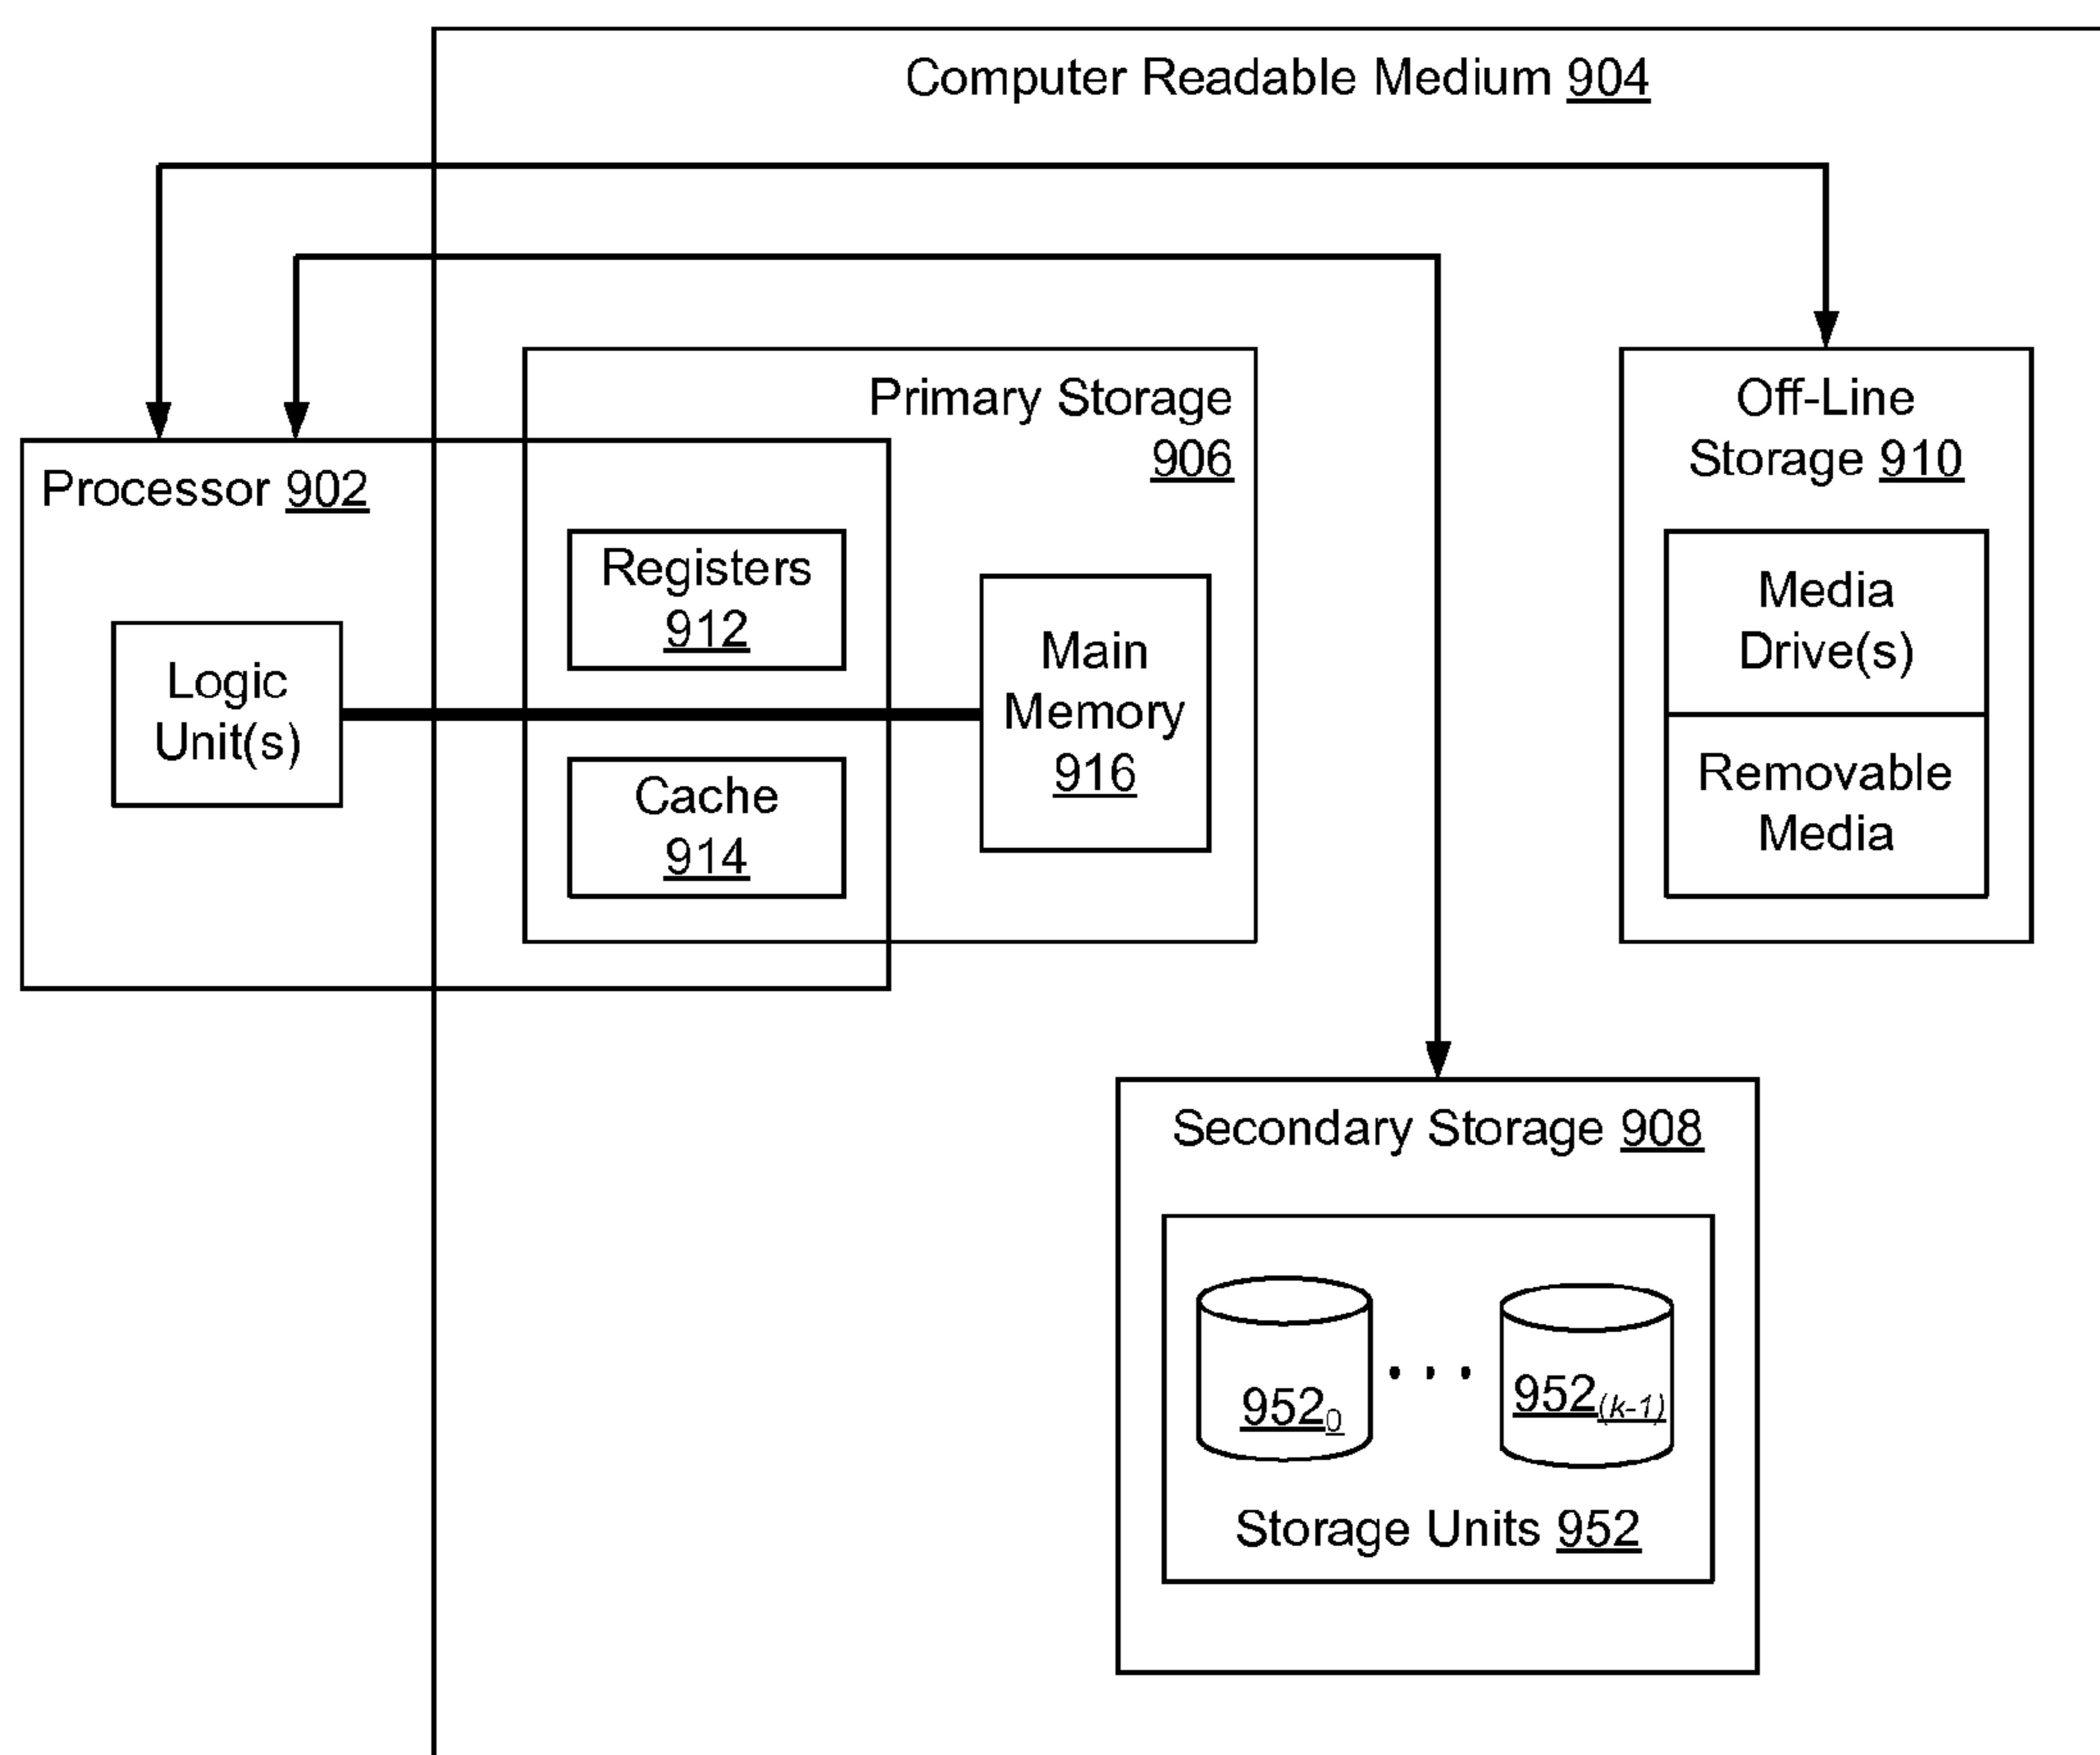 Computer Readable Medium 904
Primary Storage
906
Off-Line
Storage 910
Processor 902
Registers
912
Media
Drive(s)
Main
Memory
916
Logic
Unit(s)
Cache
914
Removable
Media
Secondary Storage 908
952₀ · · · 952₍k-1₎
Storage Units 952